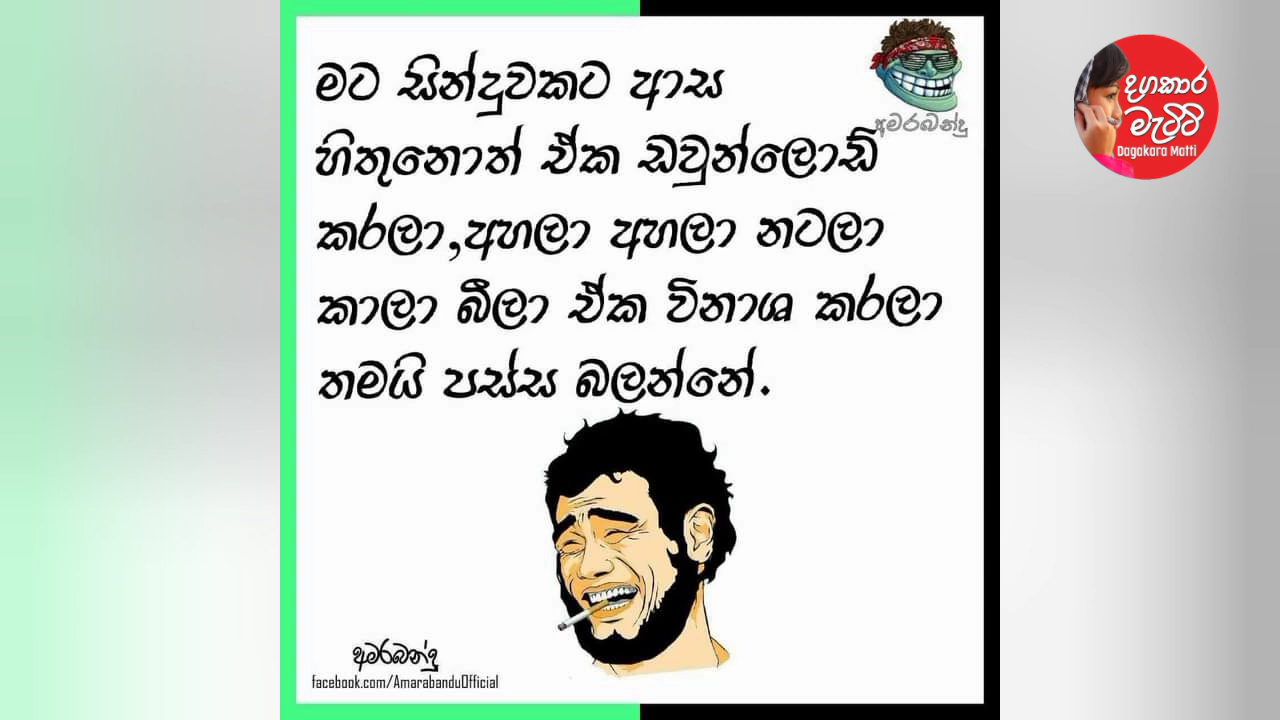 මට සින්දුවකට ආස
හිතුනොත් ඒක ඩවුන්ලොඩ්
කරලා,අහලා අහලා නටලා
කාලා බීලා ඒක විනාශ කරලා
තමයි පස්ස බලන්නේ.
අමරබන්දු
දගකාර
මැට්ටි
Dagakara Matti
අමරබන්දු
facebook.com/AmarabanduOfficial